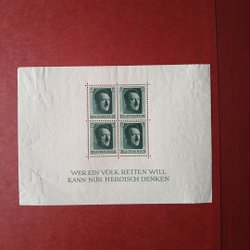 WER EIN VOLK RETTEN WILL
KANN NUR HEROISCH DENKEN